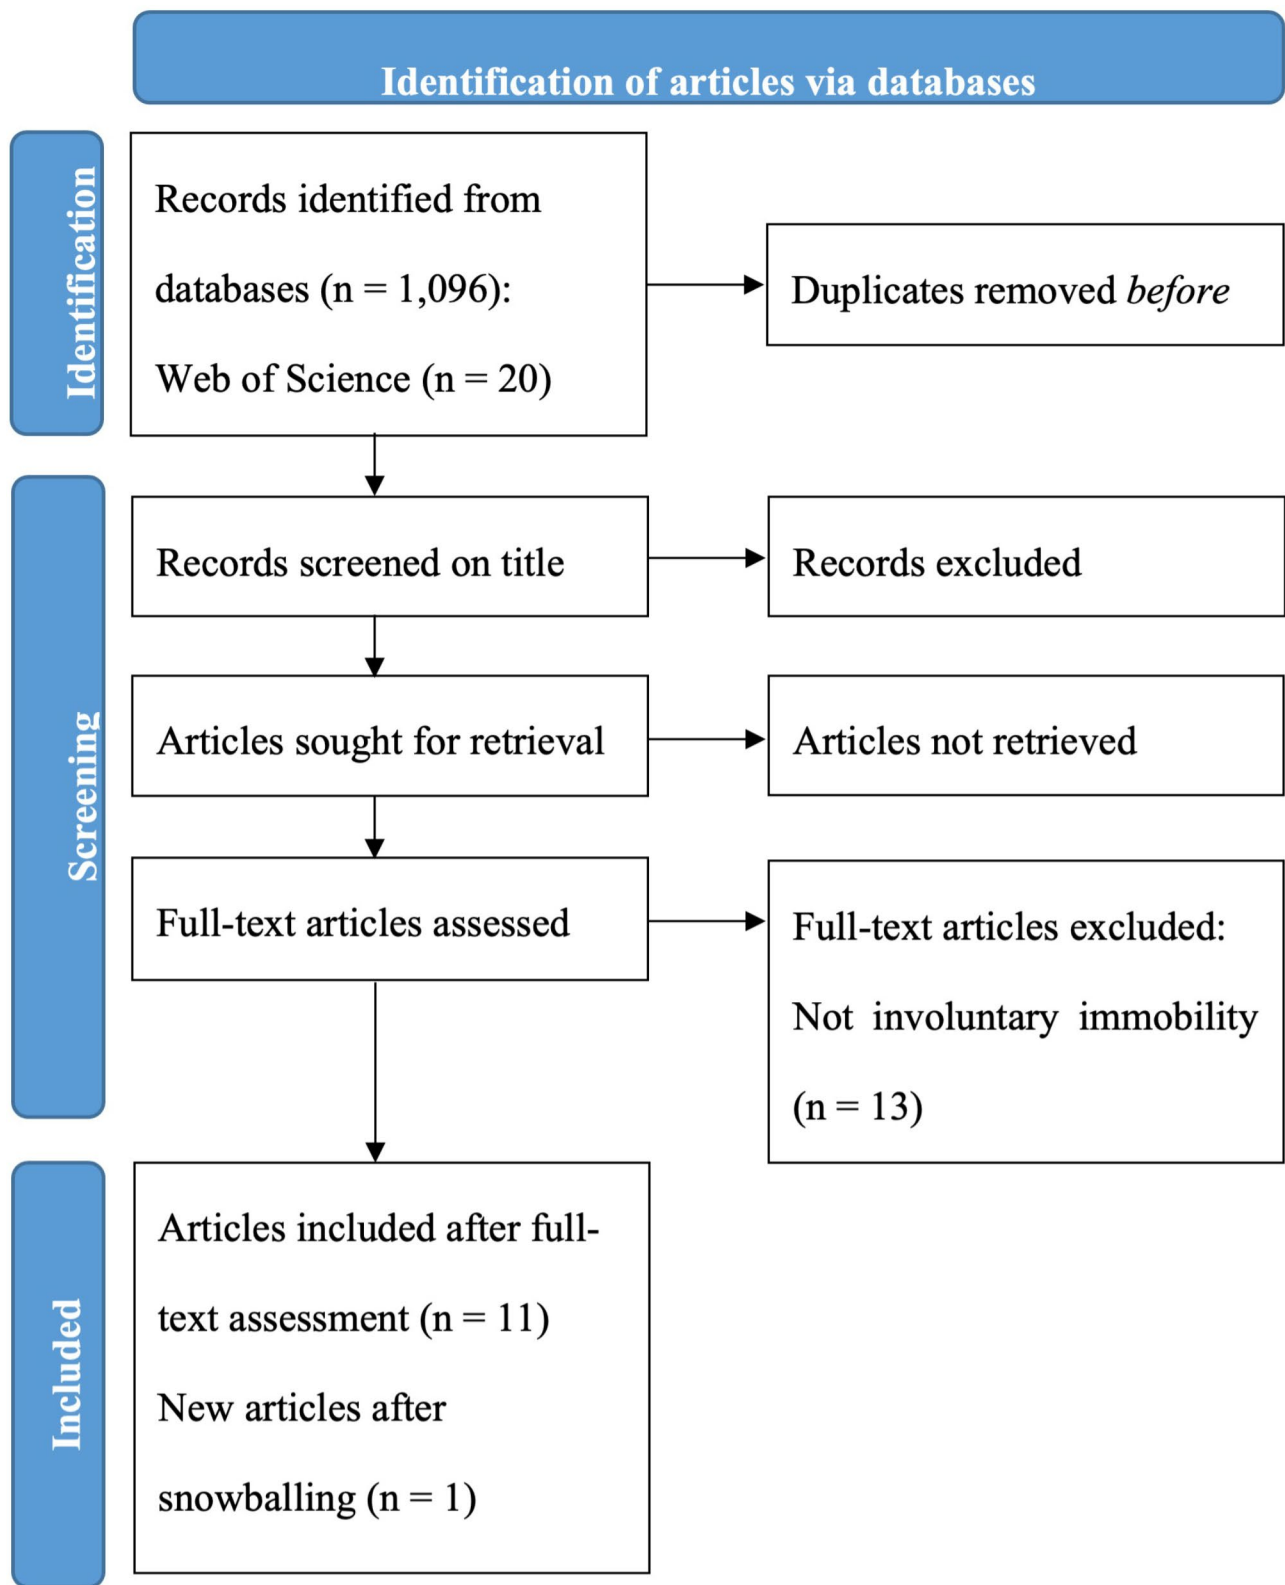 Identification of articles via databases
Identification
Records identified from
databases (n = 1,096):
Web of Science (n = 20)
Duplicates removed before
Screening
Records screened on title
Records excluded
Articles sought for retrieval
Articles not retrieved
Full-text articles assessed
Full-text articles excluded:
Not involuntary immobility
(n = 13)
Included
Articles included after full-
text assessment (n = 11)
New articles after
snowballing (n = 1)